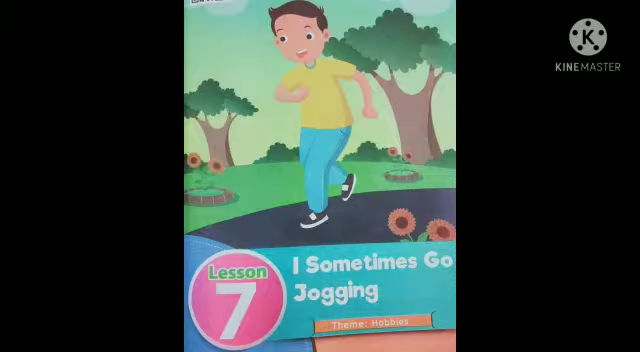 KINEMASTER
Lesson
7
I Sometimes Go
Jogging
Theme: Hobbies